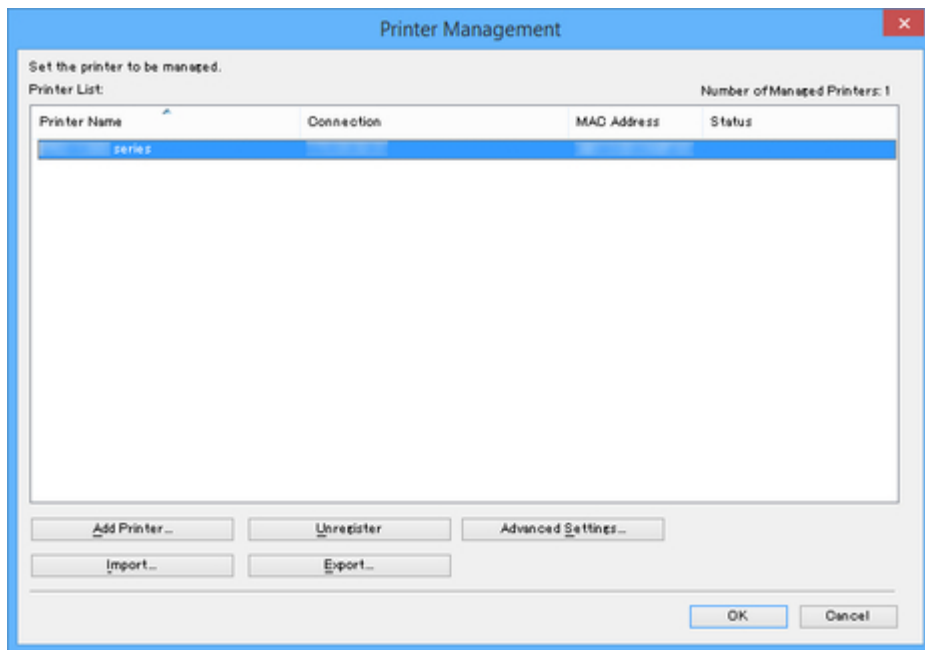 Printer Management
Set the printer to be managed.
Printer List:
Number of Managed Printers: 1
Printer Name Connection MAC Address Status
series
Add Printer... Unregister Advanced Settings...
Import... Export...
OK Cancel